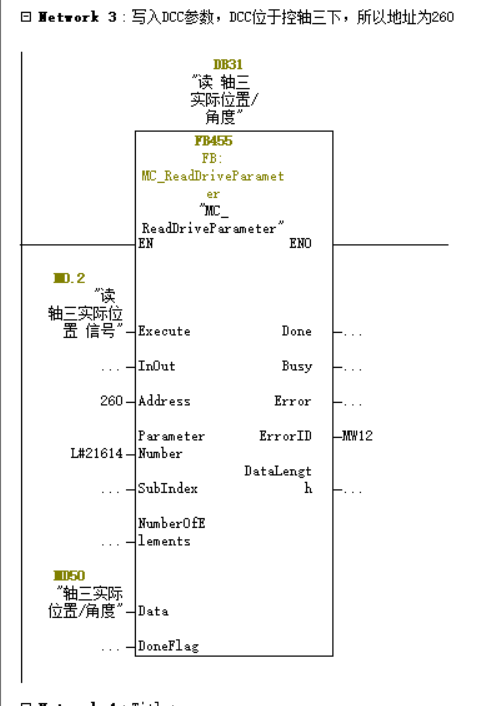 Network 3：写入DCC参数，DCC位于控轴三下，所以地址为260
DB31
"读 轴三
实际位置/
角度"
FB455
FB:
MC_ReadDriveParamet
er
"MC_
ReadDriveParameter"
EN ENO
M0.2
"读
轴三实际位
置 信号" Execute Done ...
... InOut Busy ...
260 Address Error ...
Parameter ErrorID MW12
L#21614 Number
DataLengt
... SubIndex h ...
NumberOfE
... lements
MD50
"轴三实际
位置/角度" Data
... DoneFlag